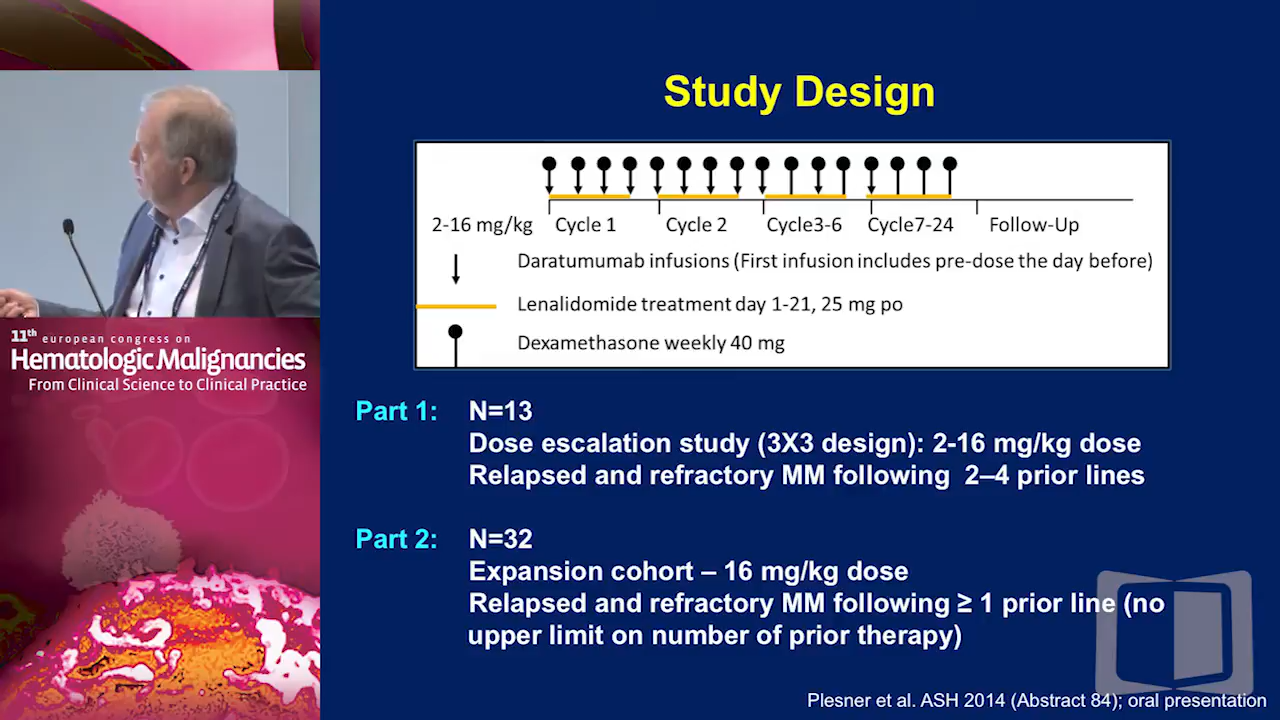 Study Design
2-16 mg/kg
Cycle 1
Cycle 2
Cycle3-6
Cycle7-24
Follow-Up
Daratumumab infusions (First infusion includes pre-dose the day before)
Lenalidomide treatment day 1-21, 25 mg po
Dexamethasone weekly 40 mg
11th european congress on
Hematologic Malignancies
From Clinical Science to Clinical Practice
Part 1: N=13
Dose escalation study (3X3 design): 2-16 mg/kg dose
Relapsed and refractory MM following 2–4 prior lines
Part 2: N=32
Expansion cohort – 16 mg/kg dose
Relapsed and refractory MM following ≥ 1 prior line (no
upper limit on number of prior therapy)
Plesner et al. ASH 2014 (Abstract 84); oral presentation